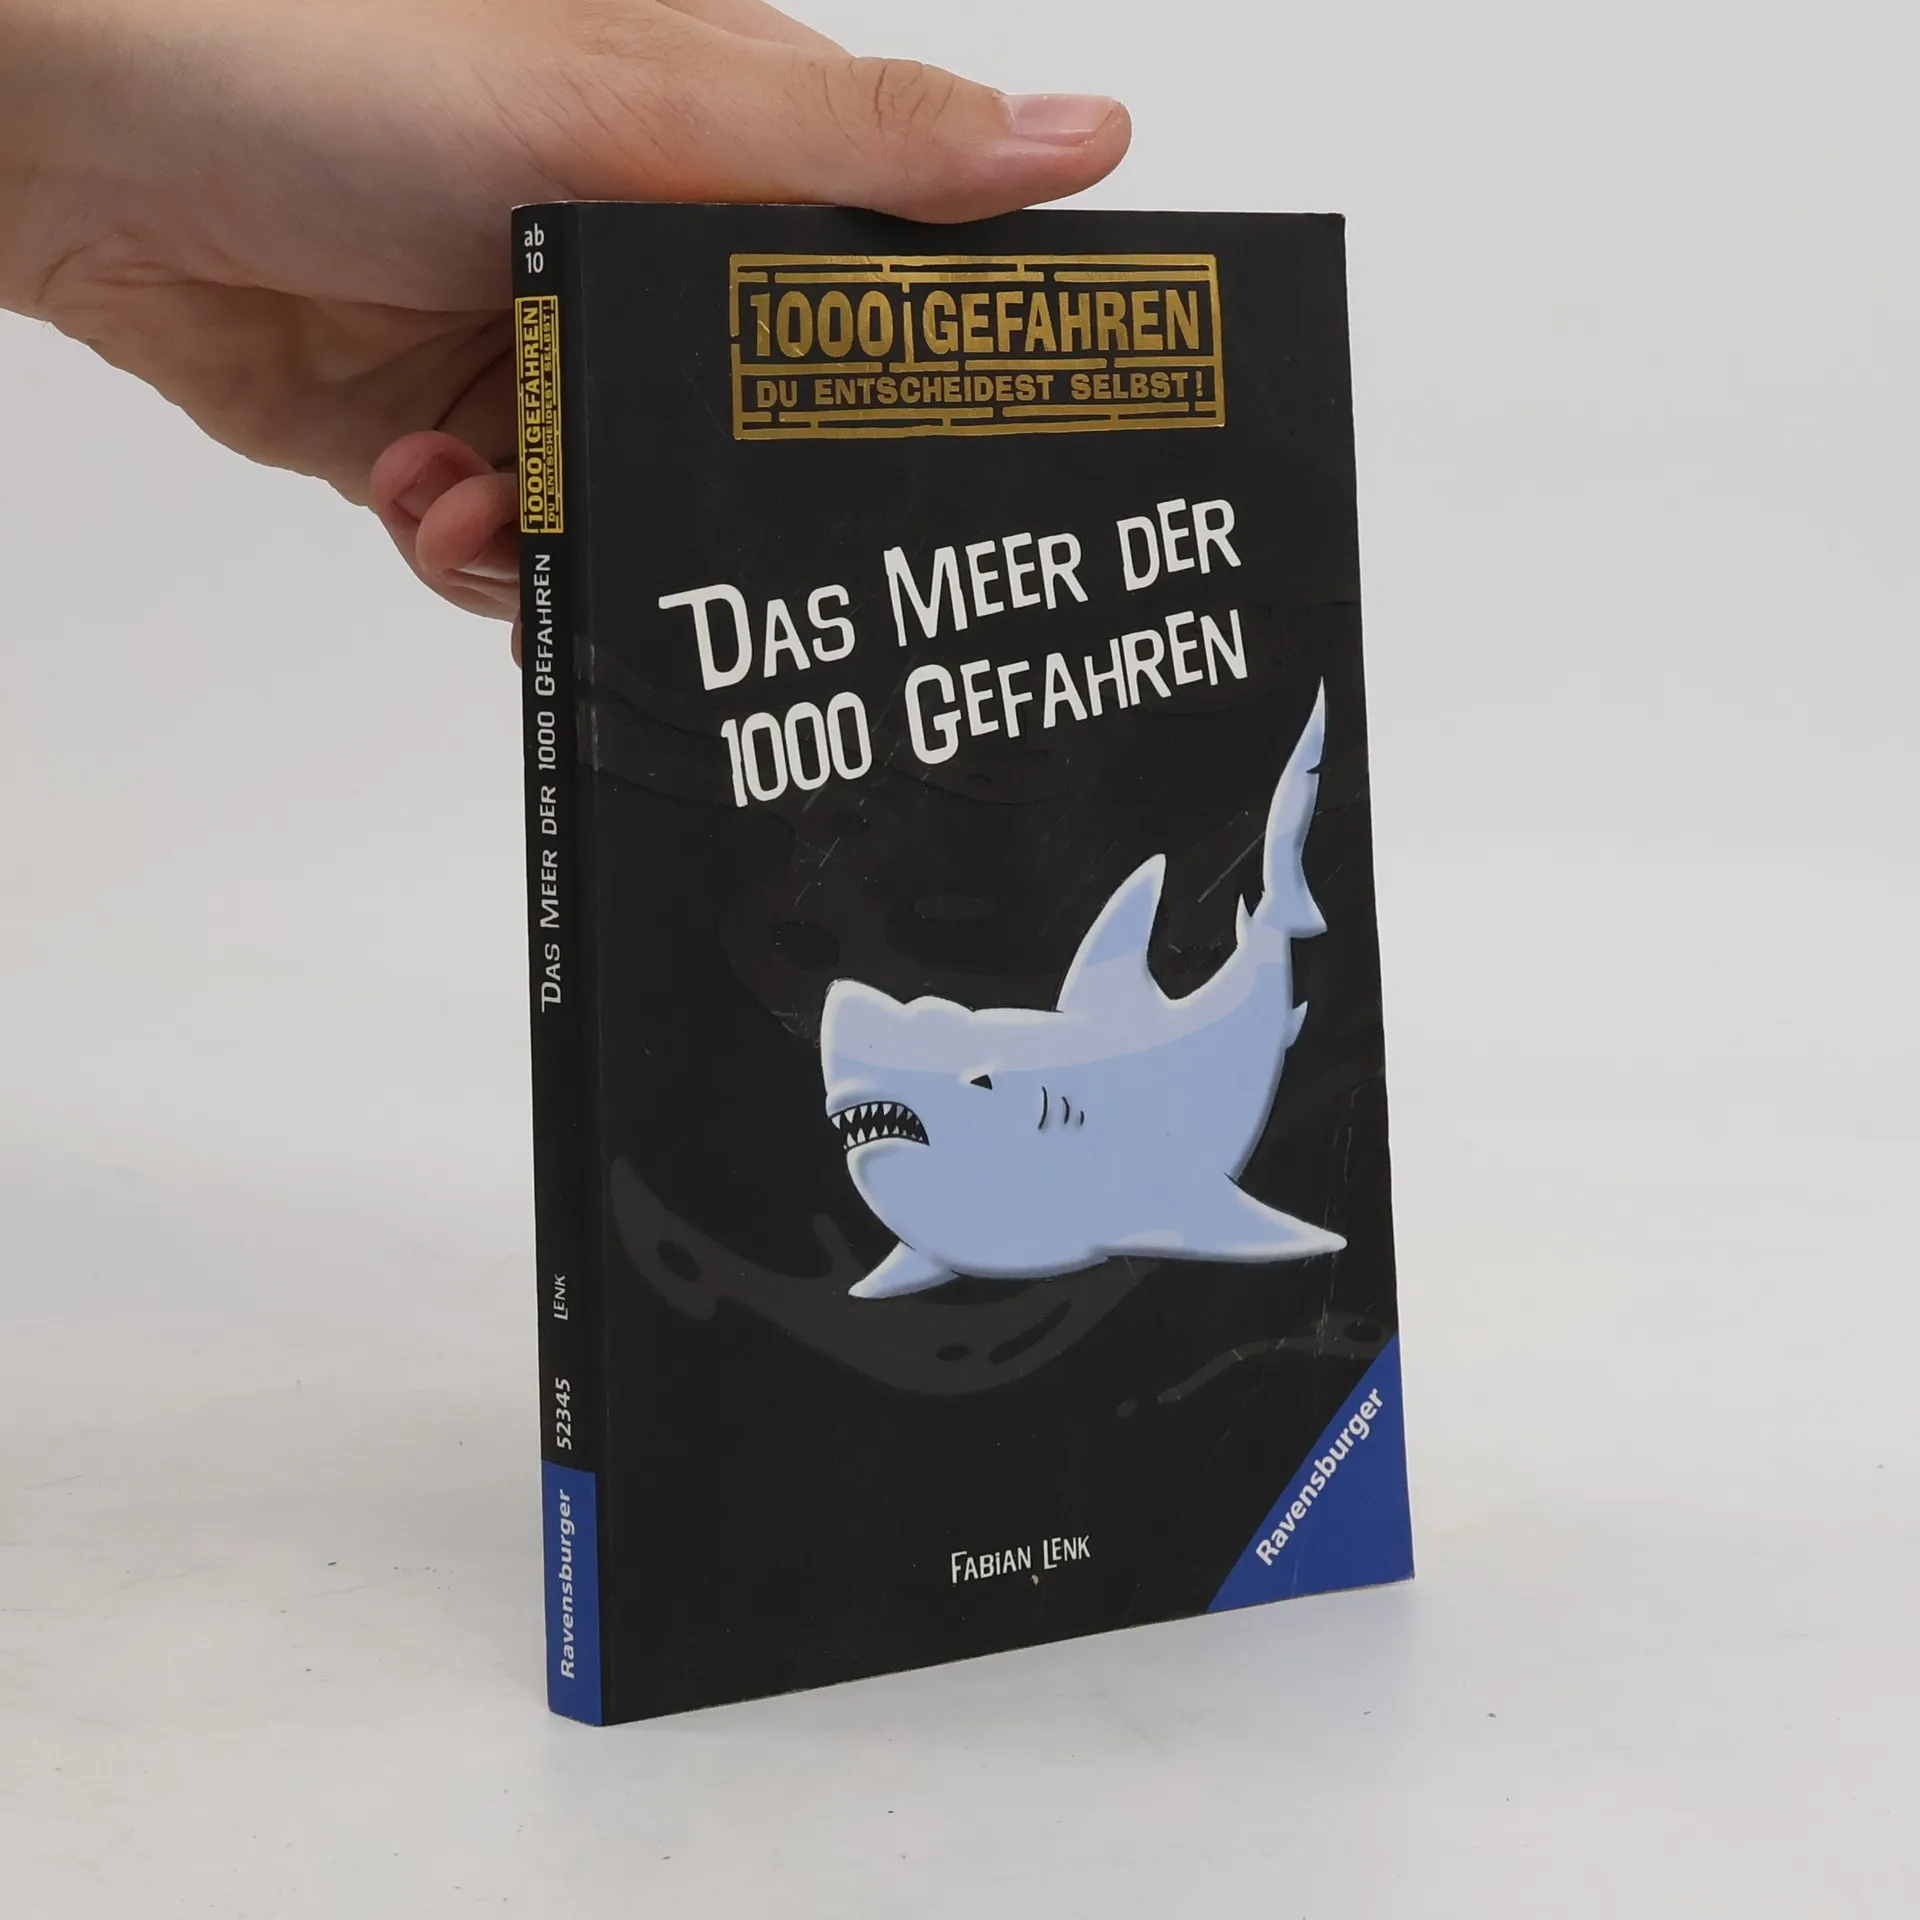 ab
10
1000 GEFAHREN
DU ENTSCHEIDEST SELBST!
DAS MEER DER 1000 GEFAHREN
LENK
52345
Ravensburger
1000 GEFAHREN
DU ENTSCHEIDEST SELBST!
DAS MEER DER
1000 GEFAHREN
FABiAN LENK
Ravensburger